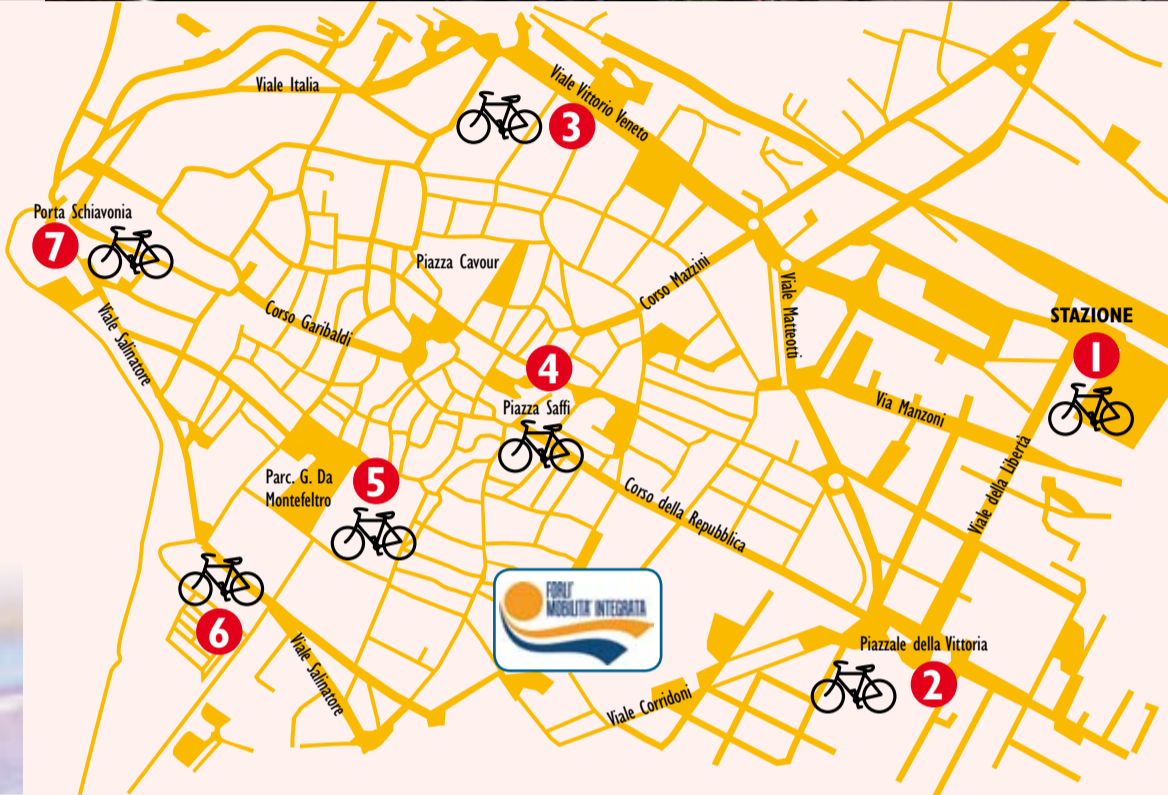 Viale Italia
Viale Vittorio Veneto
3
Porta Schiavonia
7
Piazza Cavour
Corso Mazzini
Viale Salinatore
Corso Garibaldi
Viale Matteotti
STAZIONE
1
4
Piazza Saffi
Via Manzoni
Parc. G. Da
Montefeltro
5
Corso della Repubblica
Viale della Libertà
FORLI'
MOBILITA' INTEGRATA
6
Viale Salinatore
Piazzale della Vittoria
2
Viale Corridoni